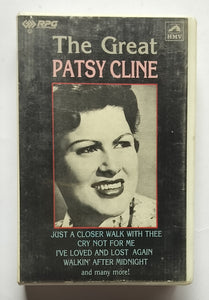 RPG
HMV
The Great
PATSY CLINE
JUST A CLOSER WALK WITH THEE
CRY NOT FOR ME
I'VE LOVED AND LOST AGAIN
WALKIN' AFTER MIDNIGHT
and many more!